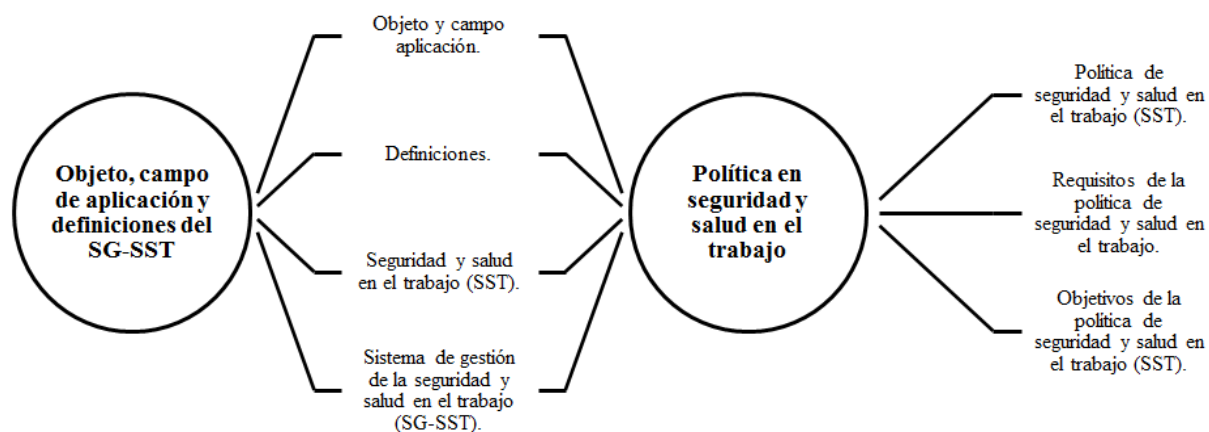 Objeto, campo
de aplicación y
definiciones del
SG-SST
Objeto y campo
aplicación.
Definiciones.
Seguridad y salud
en el trabajo (SST).
Sistema de gestión
de la seguridad y
salud en el trabajo
(SG-SST).
Política en
seguridad y
salud en el
trabajo
Política de
seguridad y salud en
el trabajo (SST).
Requisitos de la
política de
seguridad y salud en
el trabajo.
Objetivos de la
política de
seguridad y salud en
el trabajo (SST).